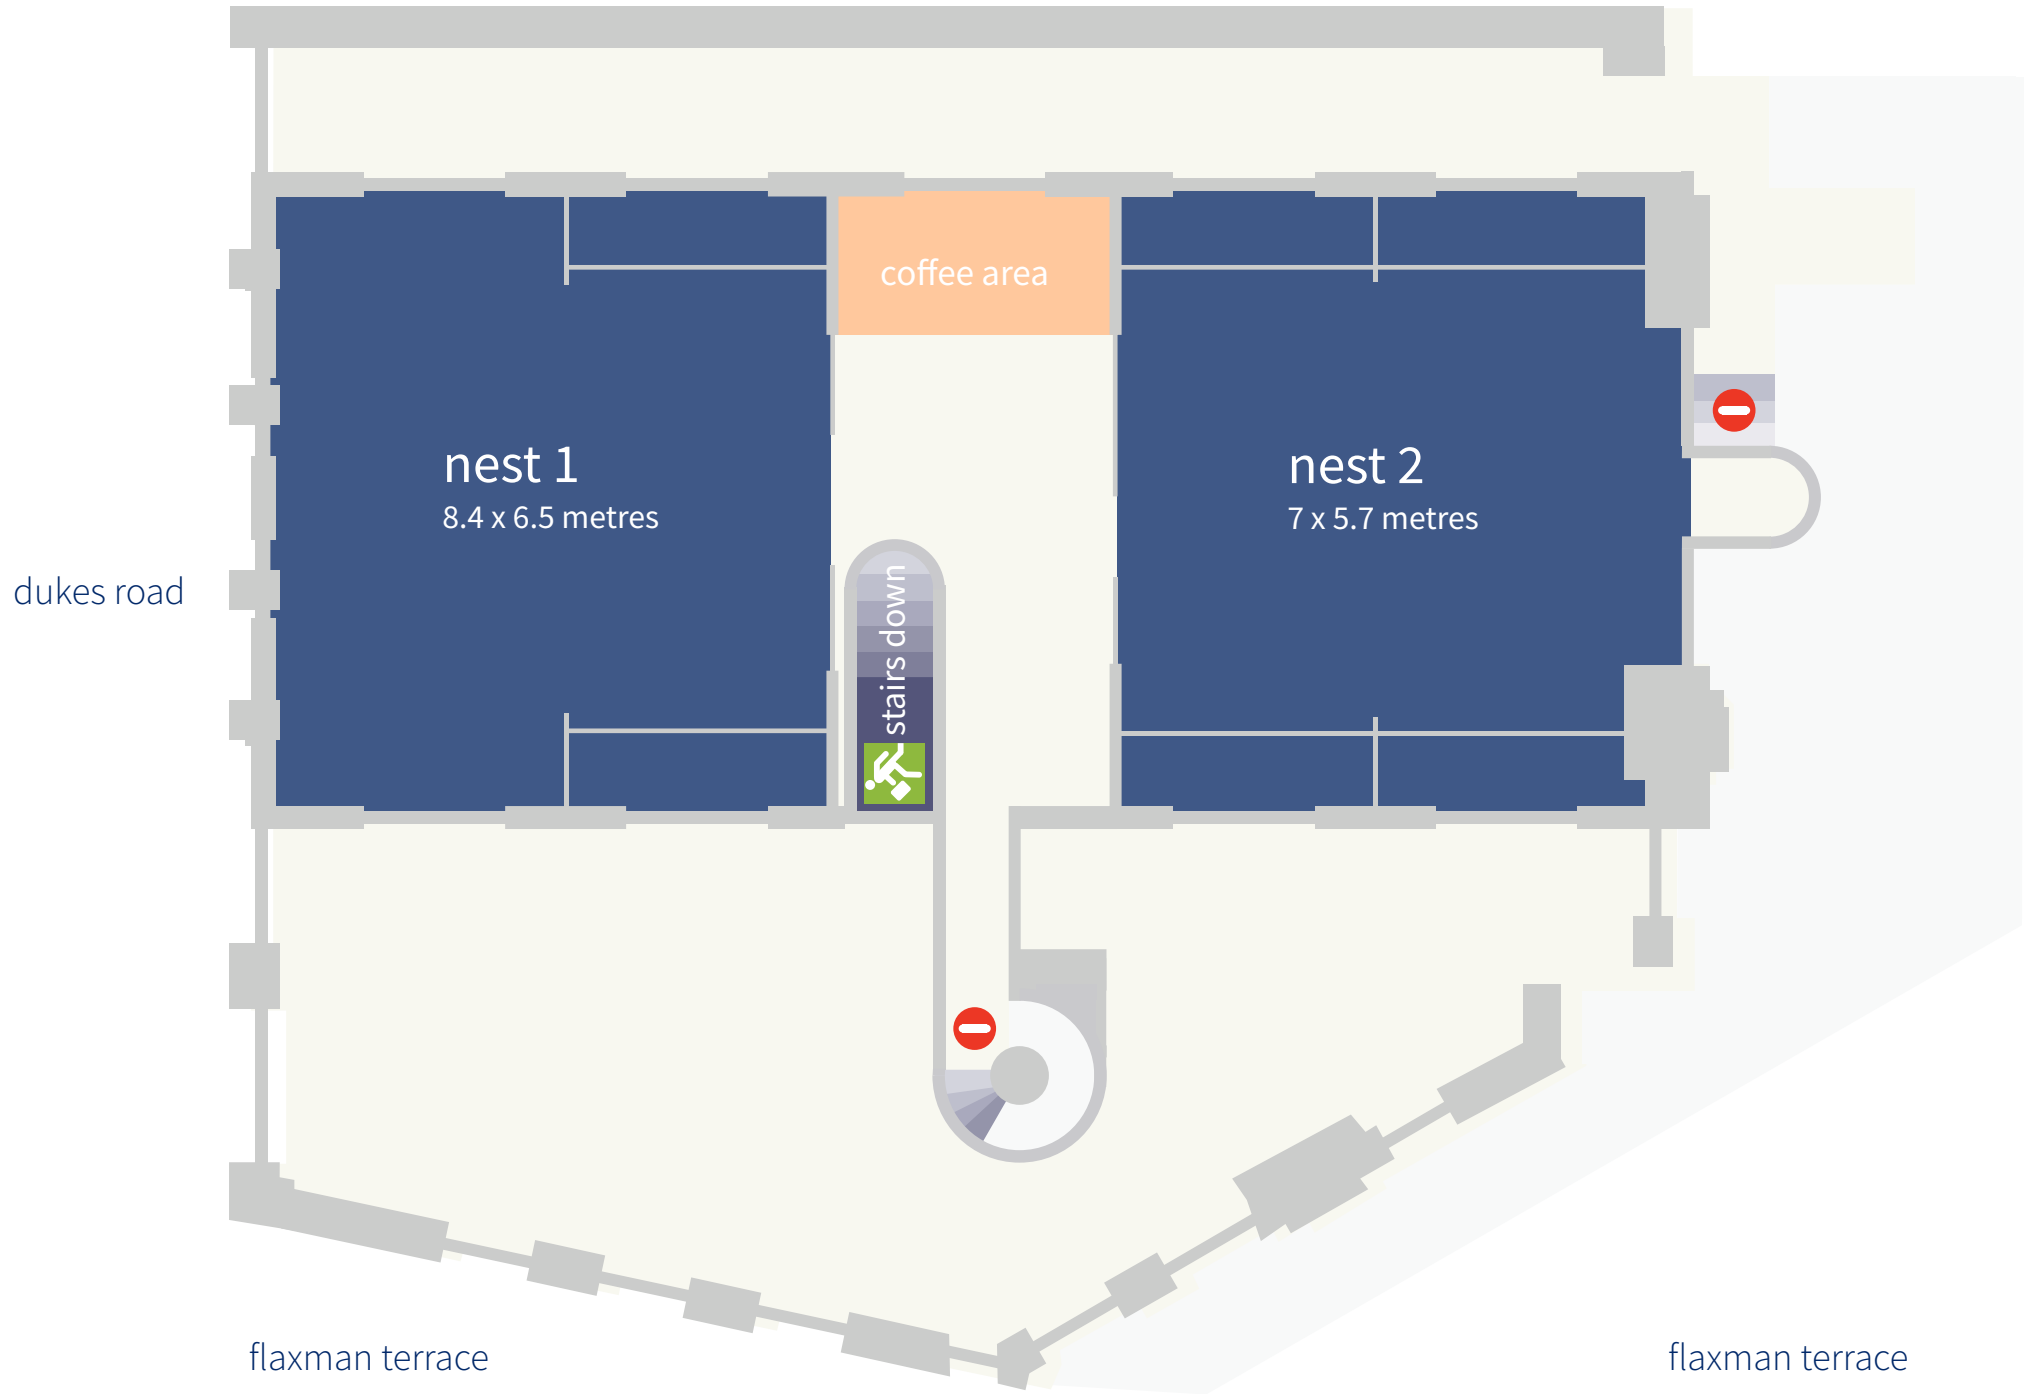 coffee area
nest 1
8.4 x 6.5 metres
nest 2
7 x 5.7 metres
stairs down
dukes road
flaxman terrace
flaxman terrace